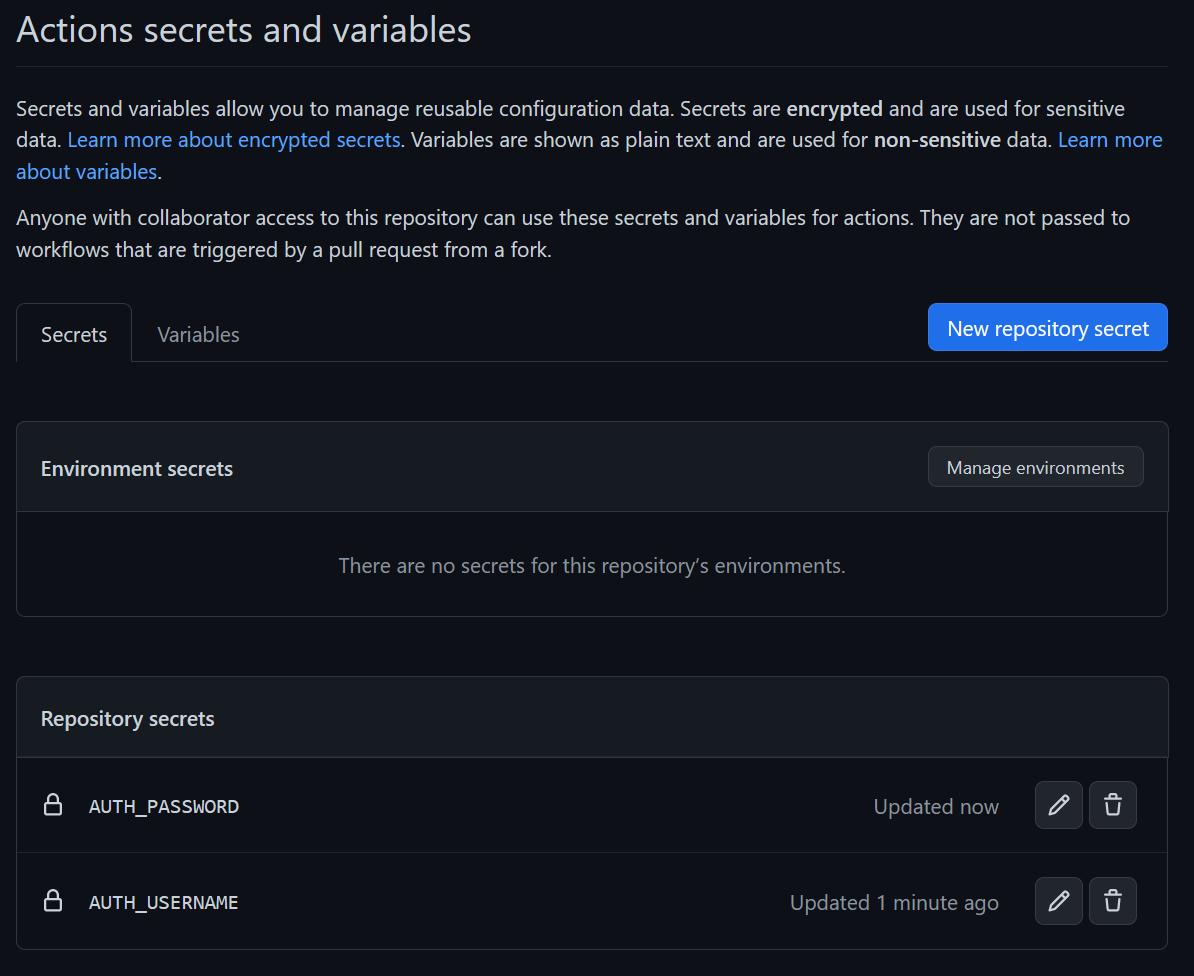 Actions secrets and variables
Secrets and variables allow you to manage reusable configuration data. Secrets are encrypted and are used for sensitive
data. Learn more about encrypted secrets. Variables are shown as plain text and are used for non-sensitive data. Learn more
about variables.
Anyone with collaborator access to this repository can use these secrets and variables for actions. They are not passed to
workflows that are triggered by a pull request from a fork.
Secrets Variables New repository secret
Environment secrets Manage environments
There are no secrets for this repository’s environments.
Repository secrets
AUTH_PASSWORD Updated now
AUTH_USERNAME Updated 1 minute ago